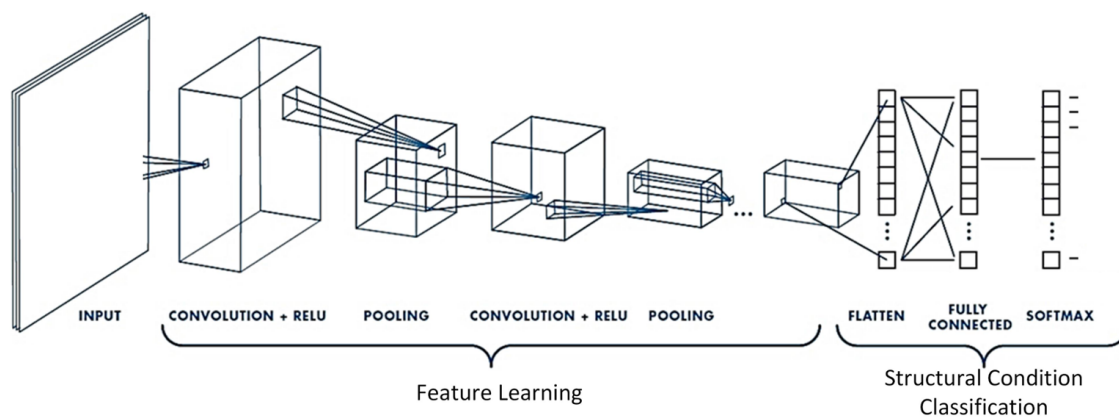 INPUT
CONVOLUTION + RELU
POOLING
CONVOLUTION + RELU
POOLING
FLATTEN
FULLY
CONNECTED
SOFTMAX
Feature Learning
Structural Condition
Classification